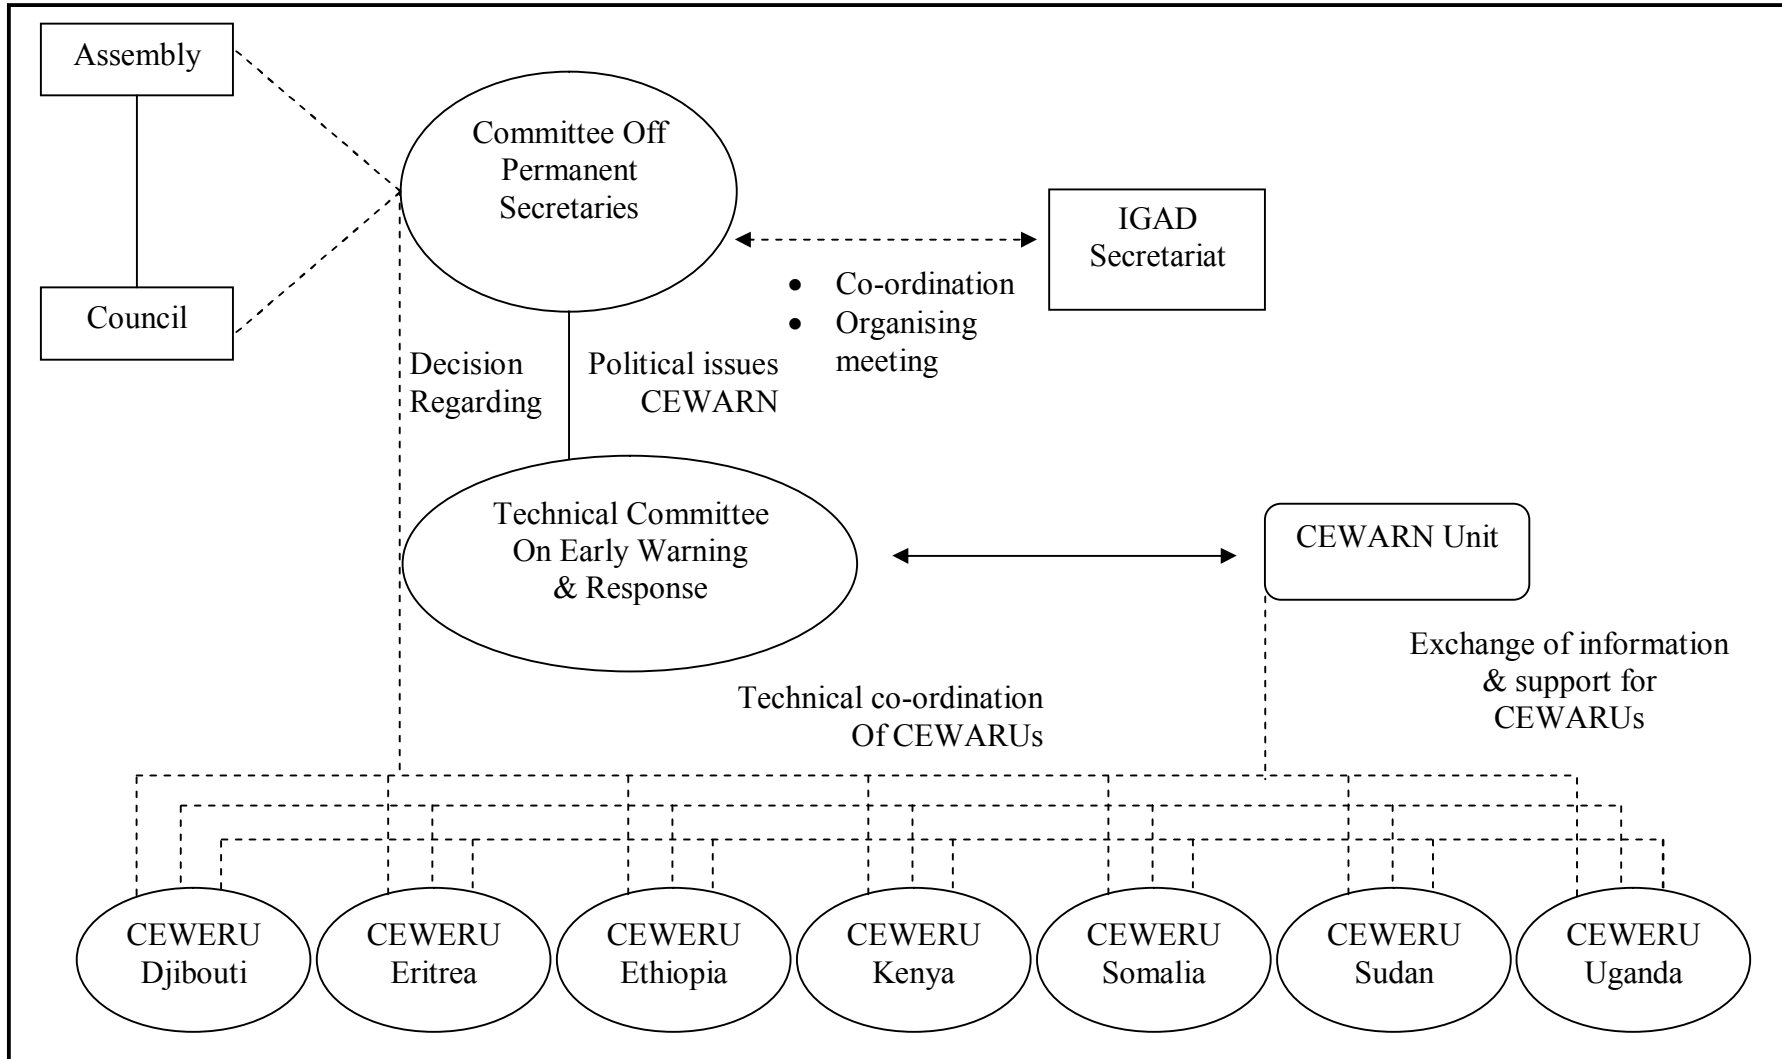 Assembly
Committee Off
Permanent
Secretaries
IGAD
Secretariat
Council
• Co-ordination
• Organising
meeting
Decision
Regarding
Political issues
CEWARN
Technical Committee
On Early Warning
& Response
CEWARN Unit
Exchange of information
& support for
CEWARUs
Technical co-ordination
Of CEWARUs
CEWERU
Djibouti
CEWERU
Eritrea
CEWERU
Ethiopia
CEWERU
Kenya
CEWERU
Somalia
CEWERU
Sudan
CEWERU
Uganda